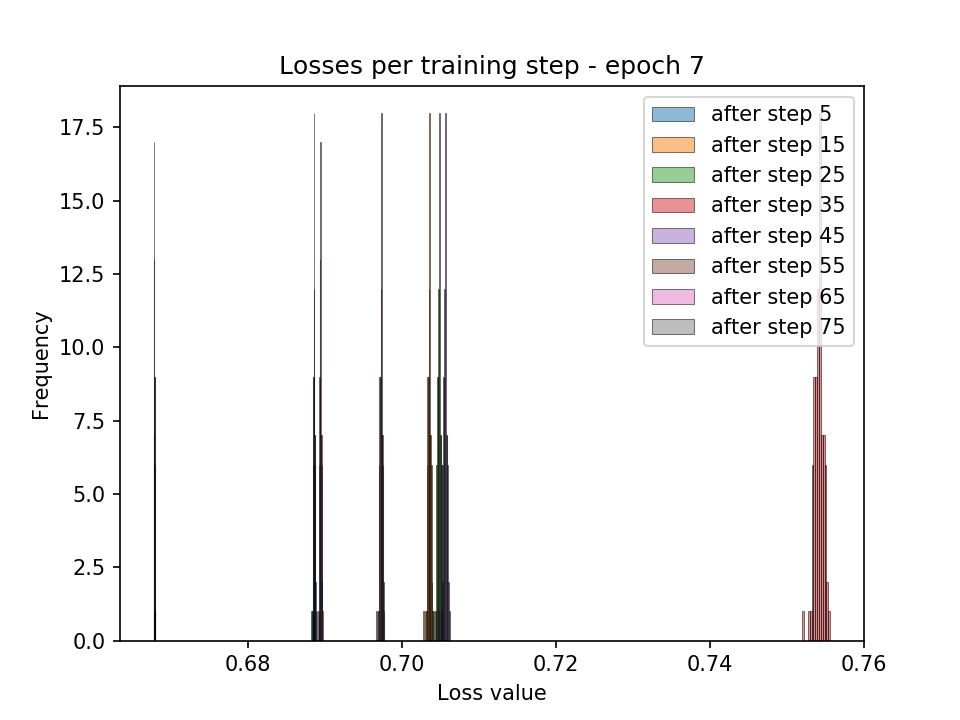 Losses per training step - epoch 7
after step 5
after step 15
after step 25
after step 35
after step 45
after step 55
after step 65
after step 75
17.5
15.0
12.5
10.0
7.5
5.0
2.5
0.0
Frequency
0.68
0.70
0.72
0.74
0.76
Loss value